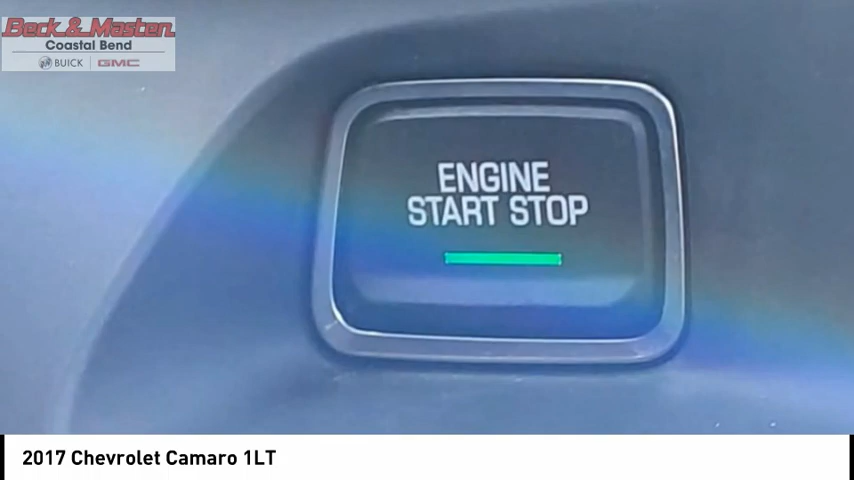 Beck & Masten
Coastal Bend
BUICK | GMC
ENGINE
START STOP
2017 Chevrolet Camaro 1LT